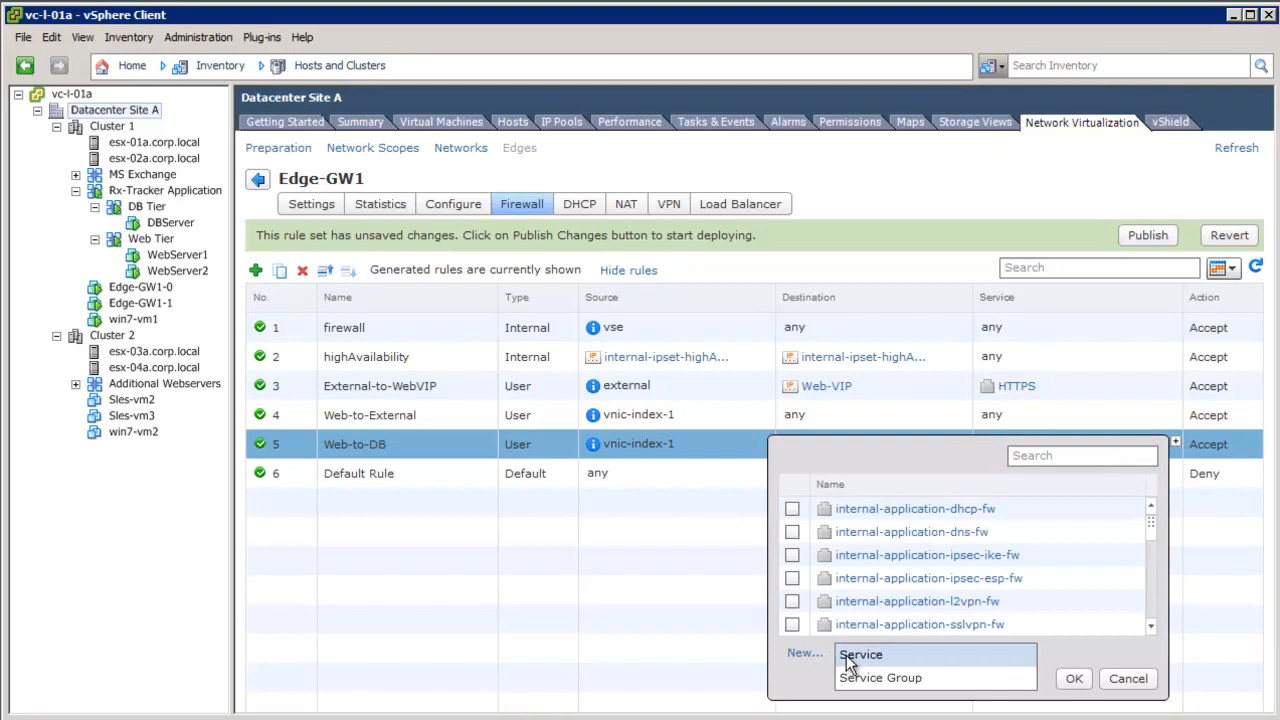 vc-l-01a - vSphere Client
File Edit View Inventory Administration Plug-ins Help
Home Inventory Hosts and Clusters Search Inventory
vc-l-01a
Datacenter Site A
Cluster 1
esx-01a.corp.local
esx-02a.corp.local
MS Exchange
Rx-Tracker Application
DB Tier
DBServer
Web Tier
WebServer1
WebServer2
Edge-GW1-0
Edge-GW1-1
win7-vm1
Cluster 2
esx-03a.corp.local
esx-04a.corp.local
Additional Webservers
Sles-vm2
Sles-vm3
win7-vm2
Datacenter Site A
Getting Started Summary Virtual Machines Hosts IP Pools Performance Tasks & Events Alarms Permissions Maps Storage Views Network Virtualization vShield
Preparation Network Scopes Networks Edges Refresh
Edge-GW1
Settings Statistics Configure Firewall DHCP NAT VPN Load Balancer
This rule set has unsaved changes. Click on Publish Changes button to start deploying. Publish Revert
Generated rules are currently shown Hide rules Search
No. Name Type Source Destination Service Action
1 firewall Internal vse any any Accept
2 highAvailability Internal internal-ipset-highA... internal-ipset-highA... any Accept
3 External-to-WebVIP User external Web-VIP HTTPS Accept
4 Web-to-External User vnic-index-1 any any Accept
5 Web-to-DB User vnic-index-1 Accept
6 Default Rule Default any Deny
Search
Name
internal-application-dhcp-fw
internal-application-dns-fw
internal-application-ipsec-ike-fw
internal-application-ipsec-esp-fw
internal-application-l2vpn-fw
internal-application-sslvpn-fw
New... Service
Service Group
OK Cancel